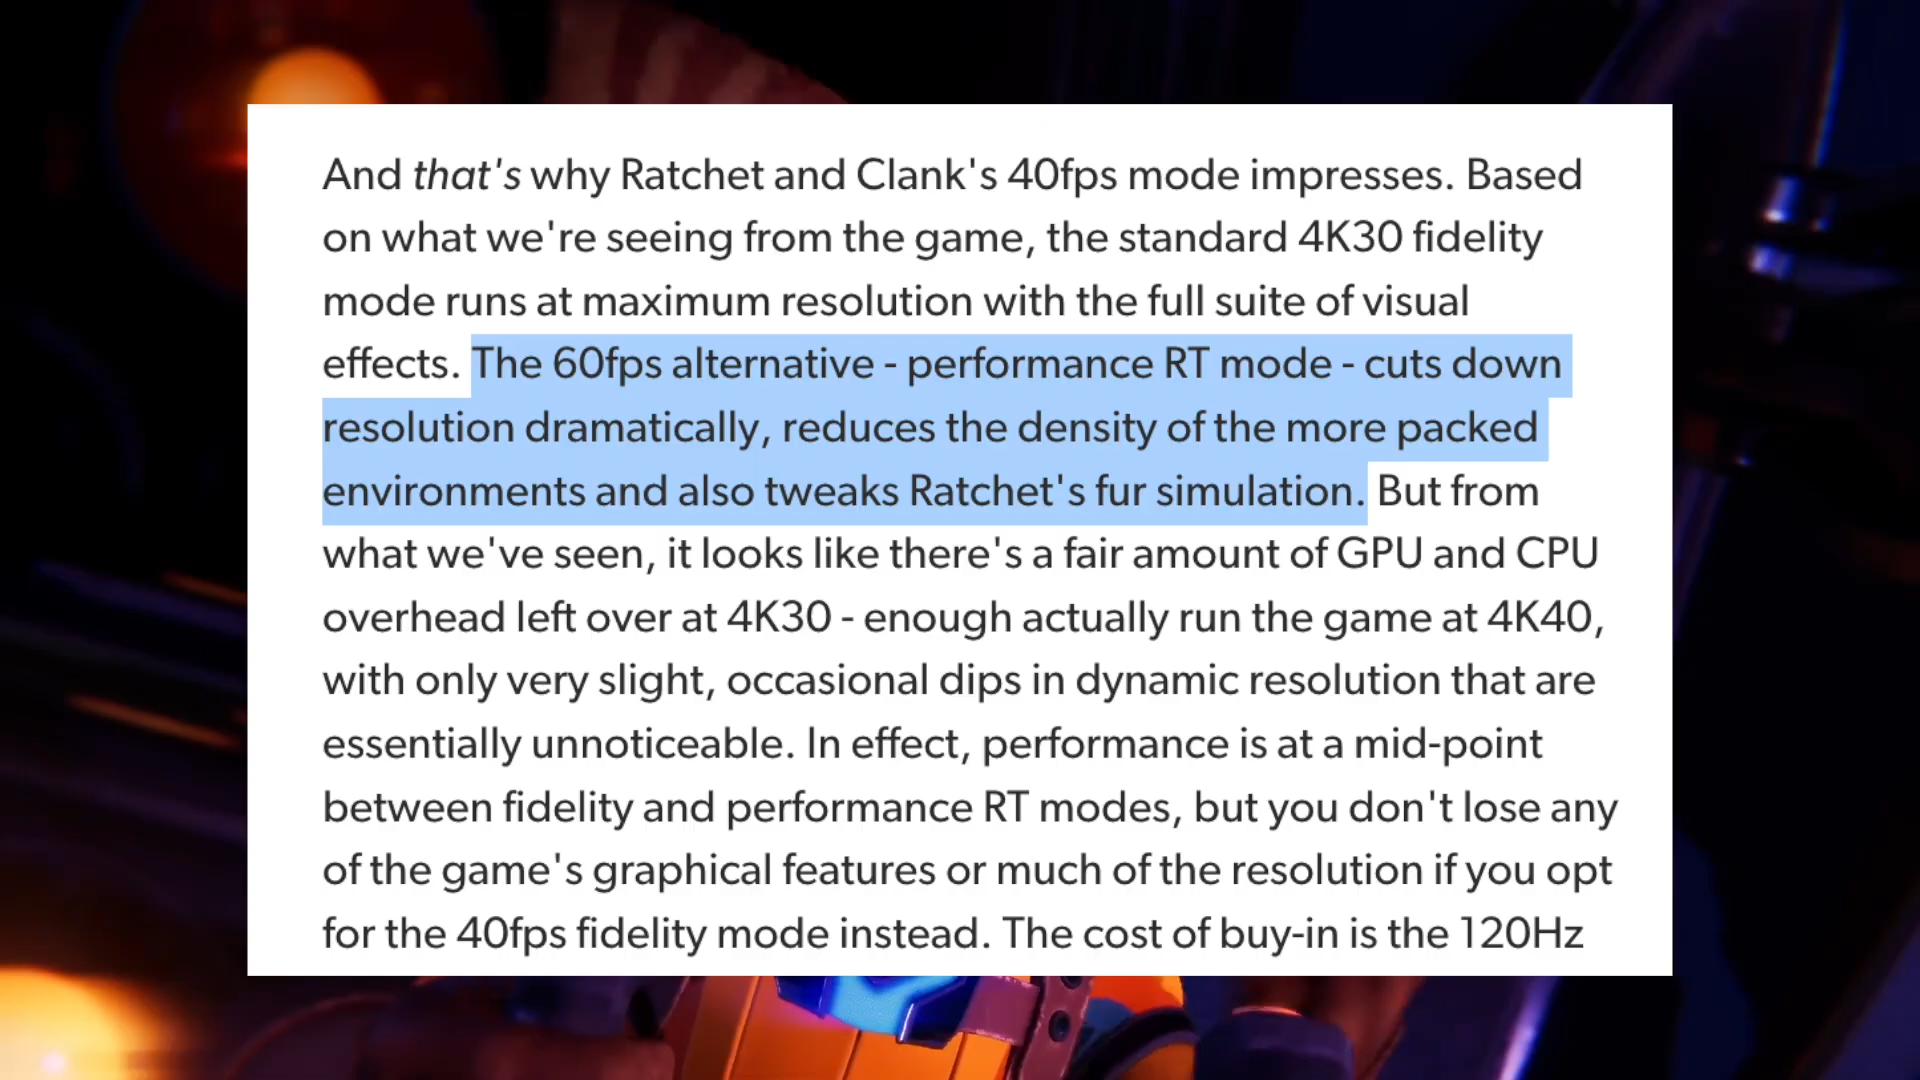 And that's why Ratchet and Clank's 40fps mode impresses. Based
on what we're seeing from the game, the standard 4K30 fidelity
mode runs at maximum resolution with the full suite of visual
effects. The 60fps alternative - performance RT mode - cuts down
resolution dramatically, reduces the density of the more packed
environments and also tweaks Ratchet's fur simulation. But from
what we've seen, it looks like there's a fair amount of GPU and CPU
overhead left over at 4K30 - enough actually run the game at 4K40,
with only very slight, occasional dips in dynamic resolution that are
essentially unnoticeable. In effect, performance is at a mid-point
between fidelity and performance RT modes, but you don't lose any
of the game's graphical features or much of the resolution if you opt
for the 40fps fidelity mode instead. The cost of buy-in is the 120Hz